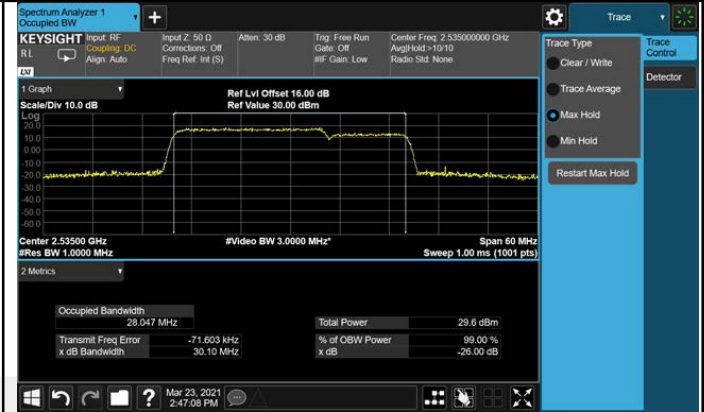 Spectrum Analyzer 1
Occupied BW
Trace
KEYSIGHT
RL
LXI
Input: RF
Coupling: DC
Align: Auto
Input Z: 50 Ω
Corrections: Off
Freq Ref: Int (S)
Atten: 30 dB
Trig: Free Run
Gate: Off
#IF Gain: Low
Center Freq: 2.535000000 GHz
Avg|Hold:>10/10
Radio Std: None
Trace Type
Clear / Write
Trace Average
Max Hold
Min Hold
Restart Max Hold
Trace
Control
Detector
1 Graph
Scale/Div 10.0 dB
Ref Lvl Offset 16.00 dB
Ref Value 30.00 dBm
Log
20.0
10.0
0.00
-10.0
-20.0
-30.0
-40.0
-50.0
-60.0
Center 2.53500 GHz
#Res BW 1.0000 MHz
#Video BW 3.0000 MHz*
Span 60 MHz
Sweep 1.00 ms (1001 pts)
2 Metrics
Occupied Bandwidth
28.047 MHz
Transmit Freq Error -71.603 kHz
x dB Bandwidth 30.10 MHz
Total Power 29.6 dBm
% of OBW Power 99.00 %
x dB -26.00 dB
Mar 23, 2021
2:47:08 PM